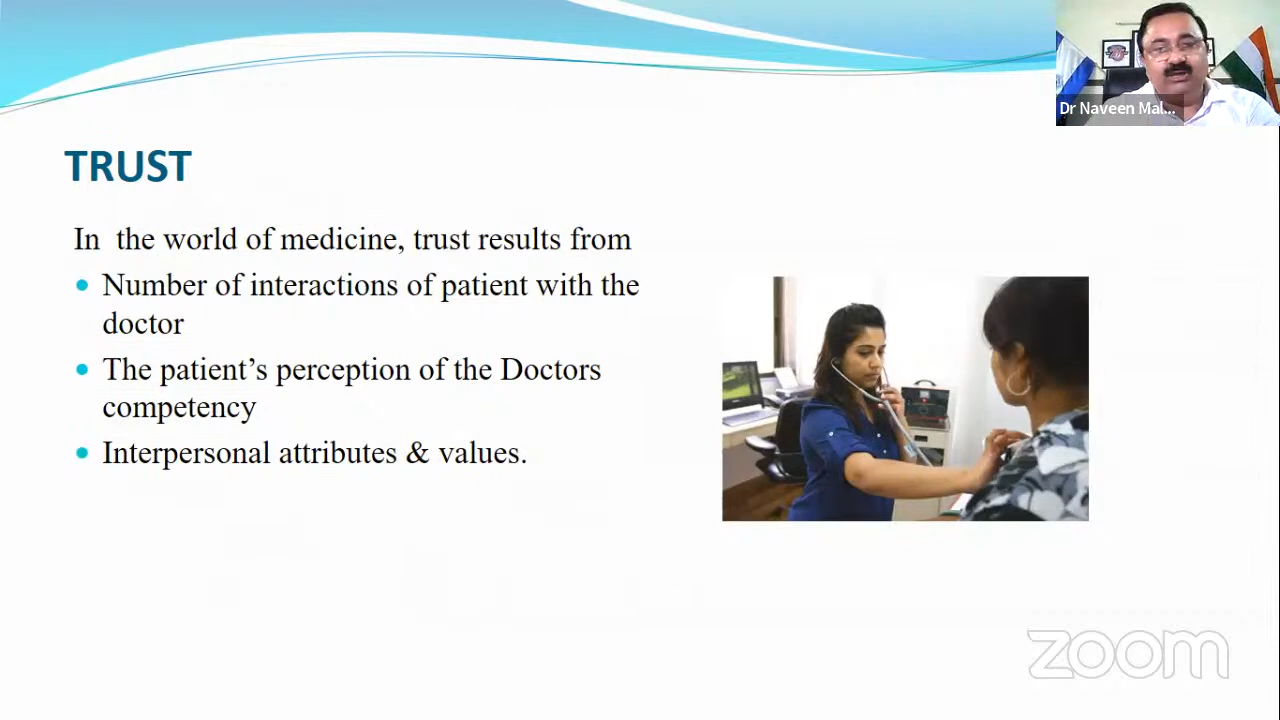 Dr Naveen Mal...
TRUST
In the world of medicine, trust results from
Number of interactions of patient with the
doctor
The patient’s perception of the Doctors
competency
Interpersonal attributes & values.
zoom